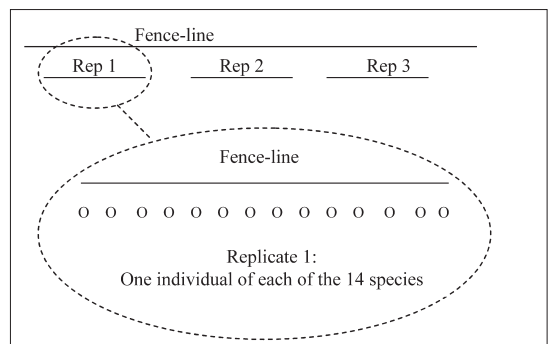 Fence-line
Rep 1 Rep 2 Rep 3
Fence-line
o o o o o o o o o o o o o o
Replicate 1:
One individual of each of the 14 species